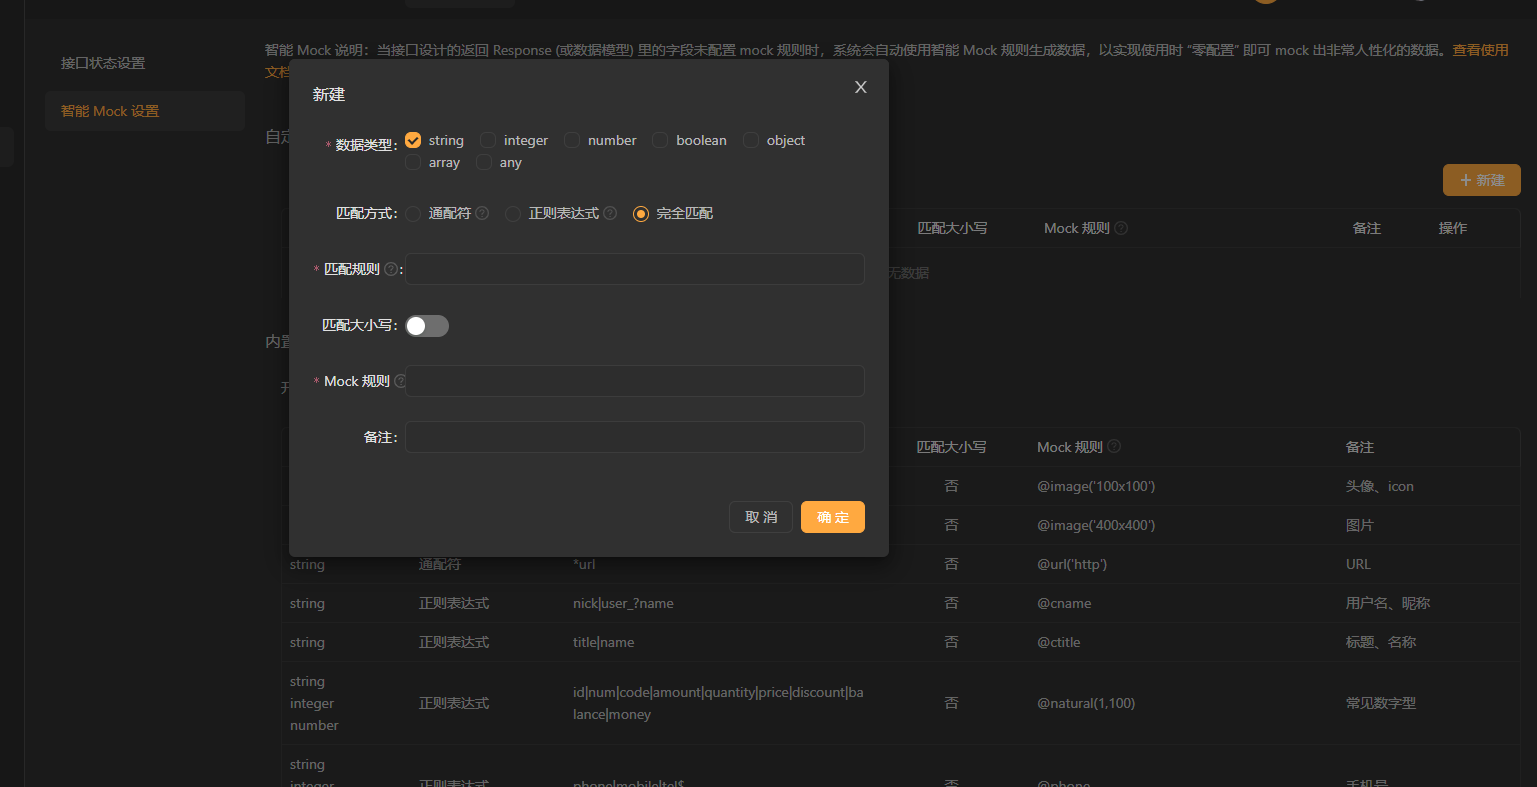 接口状态设置
智能 Mock 设置
智能 Mock 说明：当接口设计的返回 Response (或数据模型) 里的字段未配置 mock 规则时，系统会自动使用智能 Mock 规则生成数据，以实现使用时 “零配置” 即可 mock 出非常人性化的数据。查看使用
文档
自定
+ 新建
匹配大小写 Mock 规则 备注 操作
无数据
内置
开
新建
X
* 数据类型: string integer number boolean object
array any
匹配方式: 通配符 正则表达式 完全匹配
* 匹配规则 :
匹配大小写:
* Mock 规则
备注:
取 消 确 定
匹配大小写 Mock 规则 备注
否 @image('100x100') 头像、icon
否 @image('400x400') 图片
string 通配符 *url 否 @url('http') URL
string 正则表达式 nick|user_?name 否 @cname 用户名、昵称
string 正则表达式 title|name 否 @ctitle 标题、名称
string
integer
number
正则表达式
id|num|code|amount|quantity|price|discount|ba
lance|money
否 @natural(1,100) 常见数字型
string
integer 正则表达式 phone|mobile|tel$ 否 @phone 手机号